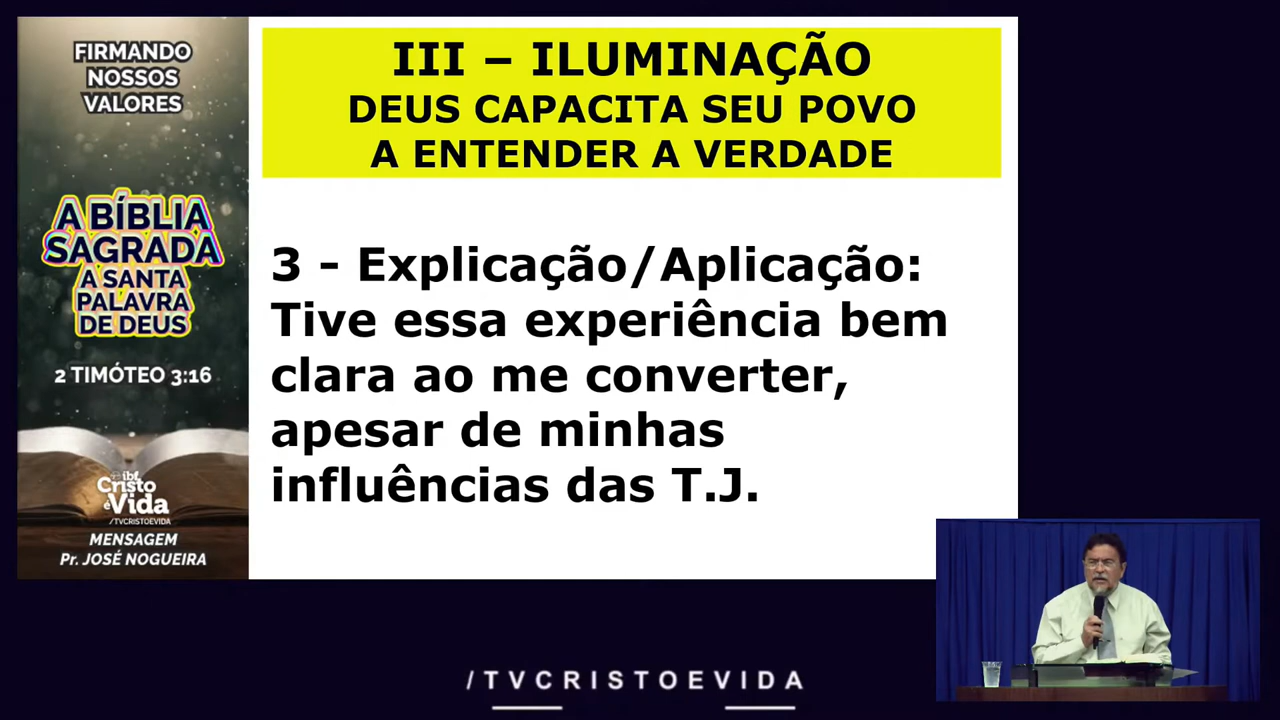 FIRMANDO
NOSSOS
VALORES
A BÍBLIA
SAGRADA
A SANTA
PALAVRA
DE DEUS
2 TIMÓTEO 3:16
ibf
Cristo
é Vida
/TVCRISTOEVIDA
MENSAGEM
Pr. JOSÉ NOGUEIRA
III – ILUMINAÇÃO
DEUS CAPACITA SEU POVO
A ENTENDER A VERDADE
3 - Explicação/Aplicação:
Tive essa experiência bem
clara ao me converter,
apesar de minhas
influências das T.J.
/TVCRISTOEVIDA